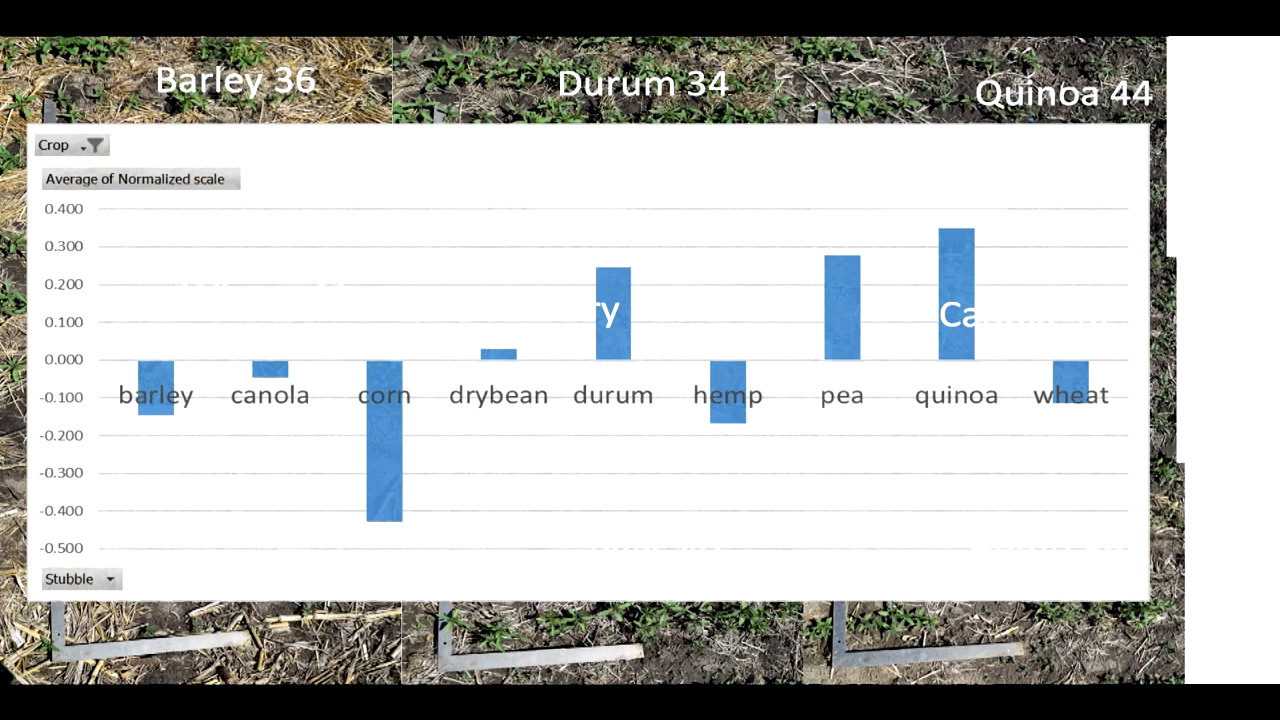 Barley 36
Durum 34
Quinoa 44
Crop
Average of Normalized scale
0.400
0.300
0.200
0.100
0.000
-0.100
-0.200
-0.300
-0.400
-0.500
barley canola corn drybean durum hemp pea quinoa wheat
Stubble